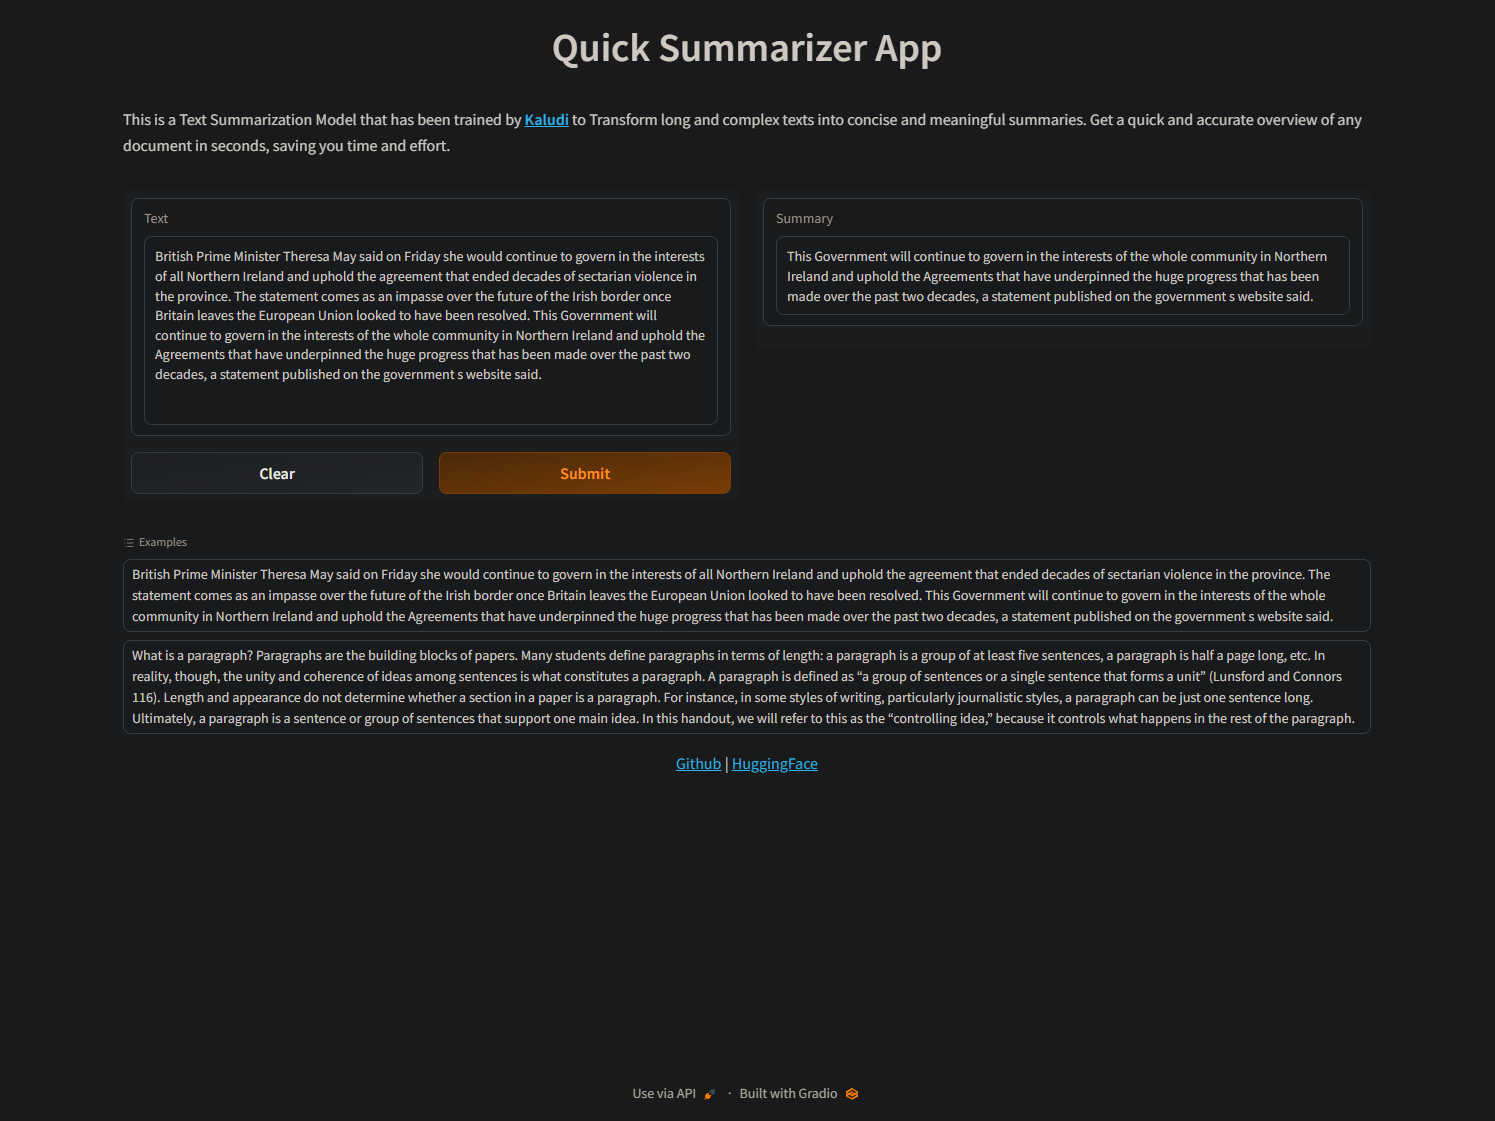 Quick Summarizer App
This is a Text Summarization Model that has been trained by Kaludi to Transform long and complex texts into concise and meaningful summaries. Get a quick and accurate overview of any
document in seconds, saving you time and effort.
Text
British Prime Minister Theresa May said on Friday she would continue to govern in the interests
of all Northern Ireland and uphold the agreement that ended decades of sectarian violence in
the province. The statement comes as an impasse over the future of the Irish border once
Britain leaves the European Union looked to have been resolved. This Government will
continue to govern in the interests of the whole community in Northern Ireland and uphold the
Agreements that have underpinned the huge progress that has been made over the past two
decades, a statement published on the government s website said.
Clear
Submit
Summary
This Government will continue to govern in the interests of the whole community in Northern
Ireland and uphold the Agreements that have underpinned the huge progress that has been
made over the past two decades, a statement published on the government s website said.
Examples
British Prime Minister Theresa May said on Friday she would continue to govern in the interests of all Northern Ireland and uphold the agreement that ended decades of sectarian violence in the province. The
statement comes as an impasse over the future of the Irish border once Britain leaves the European Union looked to have been resolved. This Government will continue to govern in the interests of the whole
community in Northern Ireland and uphold the Agreements that have underpinned the huge progress that has been made over the past two decades, a statement published on the government s website said.
What is a paragraph? Paragraphs are the building blocks of papers. Many students define paragraphs in terms of length: a paragraph is a group of at least five sentences, a paragraph is half a page long, etc. In
reality, though, the unity and coherence of ideas among sentences is what constitutes a paragraph. A paragraph is defined as “a group of sentences or a single sentence that forms a unit” (Lunsford and Connors
116). Length and appearance do not determine whether a section in a paper is a paragraph. For instance, in some styles of writing, particularly journalistic styles, a paragraph can be just one sentence long.
Ultimately, a paragraph is a sentence or group of sentences that support one main idea. In this handout, we will refer to this as the “controlling idea,” because it controls what happens in the rest of the paragraph.
Github | HuggingFace
Use via API · Built with Gradio